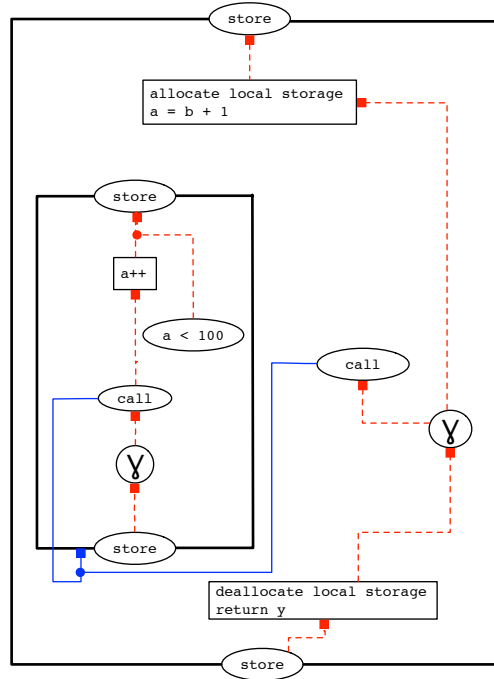 store
allocate local storage
a = b + 1
store
a++
a < 100
call
call
γ
γ
store
deallocate local storage
return y
store